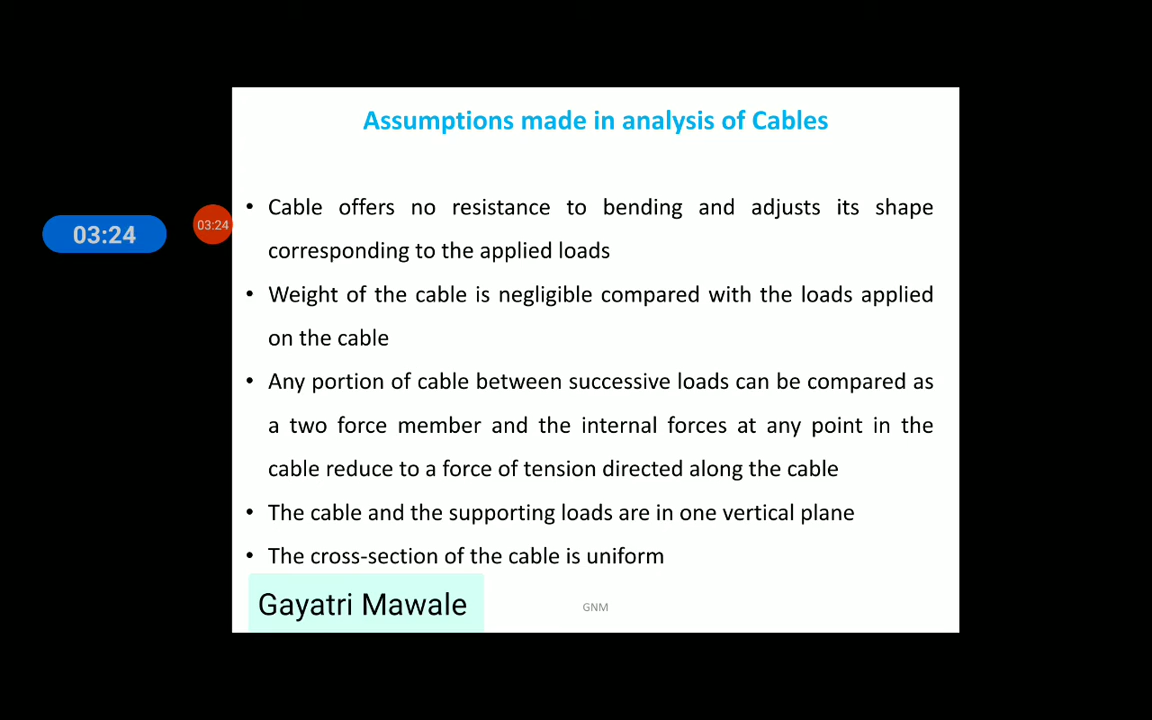 Assumptions made in analysis of Cables
03:24
03:24
• Cable offers no resistance to bending and adjusts its shape
corresponding to the applied loads
• Weight of the cable is negligible compared with the loads applied
on the cable
• Any portion of cable between successive loads can be compared as
a two force member and the internal forces at any point in the
cable reduce to a force of tension directed along the cable
• The cable and the supporting loads are in one vertical plane
• The cross-section of the cable is uniform
Gayatri Mawale
GNM